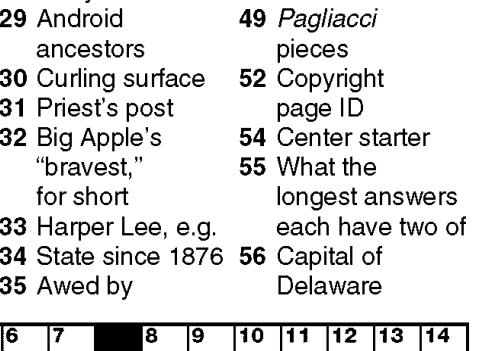 29 Android
ancestors
30 Curling surface
31 Priest's post
32 Big Apple's
"bravest,"
for short
33 Harper Lee, e.g.
34 State since 1876
35 Awed by
49 Pagliacci
pieces
52 Copyright
page ID
54 Center starter
55 What the
longest answers
each have two of
56 Capital of
Delaware
6 7 8 9 10 11 12 13 14